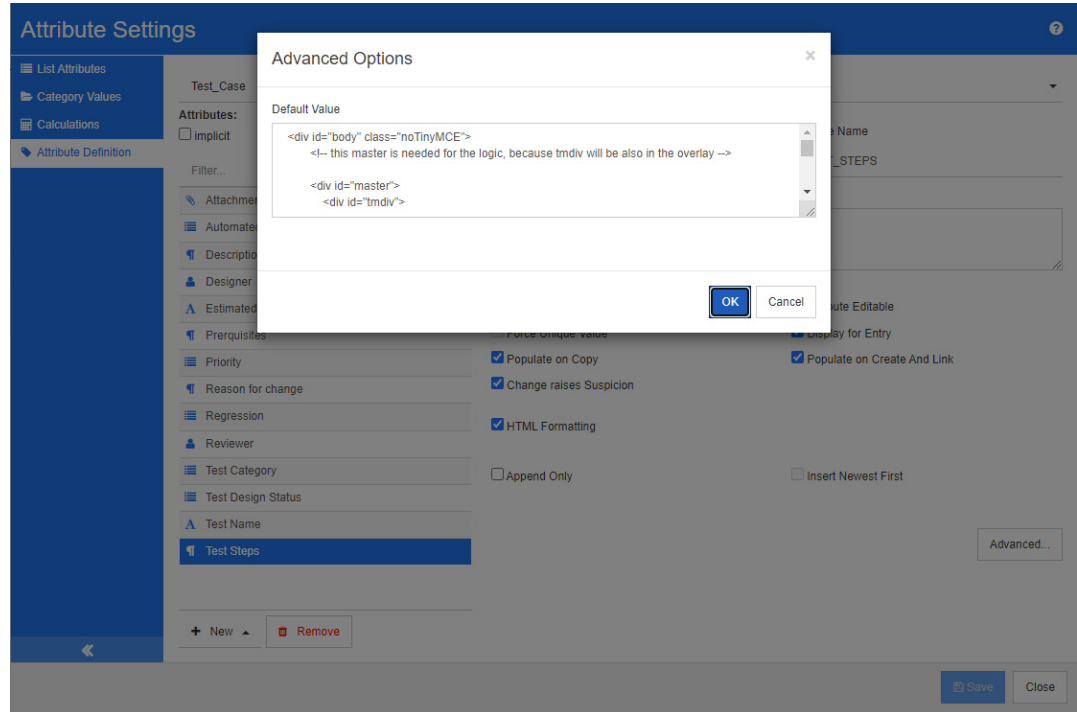 Attribute Settings
List Attributes
Category Values
Calculations
Attribute Definition
Test_Case
Attributes:
implicit
Filter...
Automated
Designer
Estimated
Prerequisites
Priority
Reason for change
Regression
Reviewer
Test Category
Test Design Status
Test Name
Test Steps
+ New
Remove
Advanced Options
×
Default Value
<div id="body" class="noTinyMCE">
<!-- this master is needed for the logic, because tmdiv will be also in the overlay -->
<div id="master">
<div id="tmdiv">
OK
Cancel
Name
_STEPS
Editable
Force Unique Value
Display for Entry
Populate on Copy
Populate on Create And Link
Change raises Suspicion
HTML Formatting
Append Only
Insert Newest First
Advanced...
Save
Close